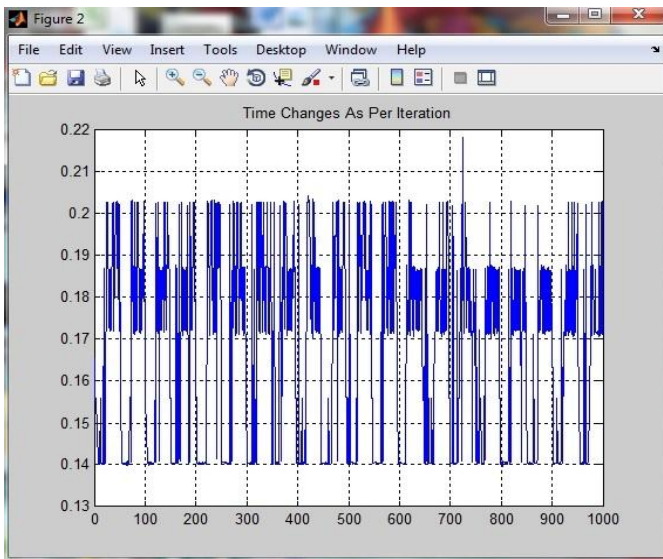 Figure 2
File Edit View Insert Tools Desktop Window Help
Time Changes As Per Iteration
0.22
0.21
0.2
0.19
0.18
0.17
0.16
0.15
0.14
0.13
0 100 200 300 400 500 600 700 800 900 1000